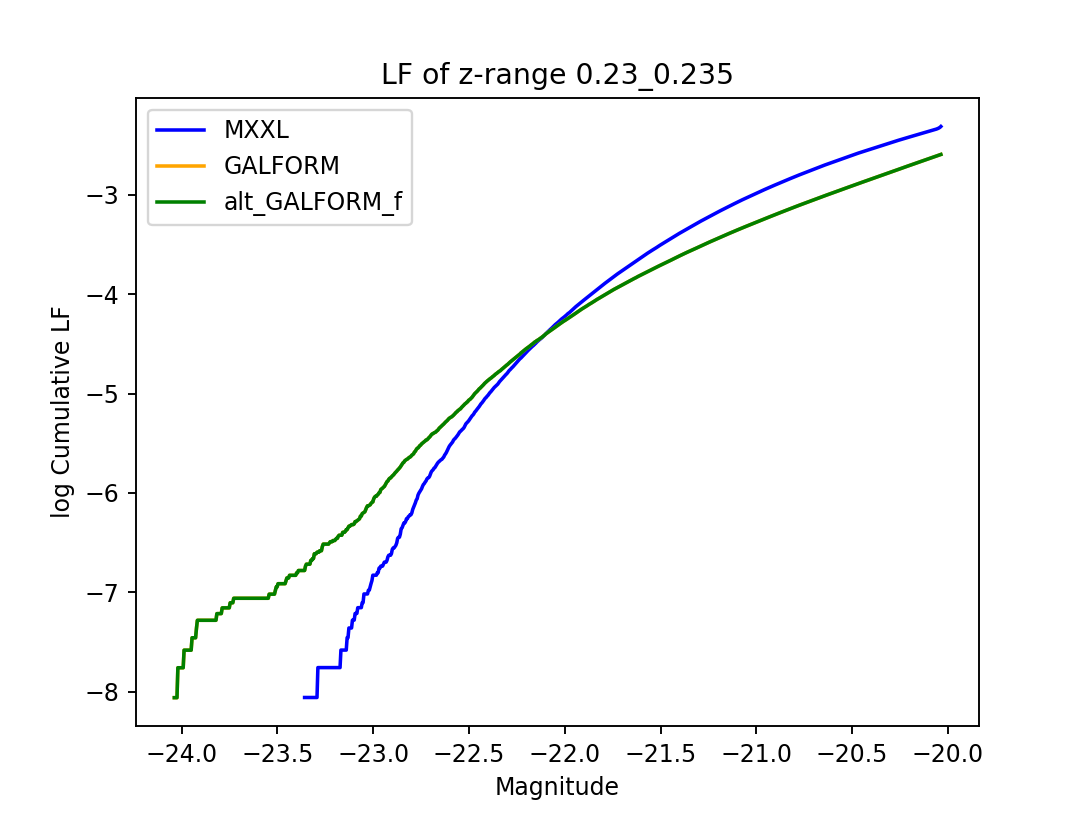 LF of z-range 0.23_0.235
MXXL
GALFORM
alt_GALFORM_f
log Cumulative LF
−3
−4
−5
−6
−7
−8
−24.0 −23.5 −23.0 −22.5 −22.0 −21.5 −21.0 −20.5 −20.0
Magnitude